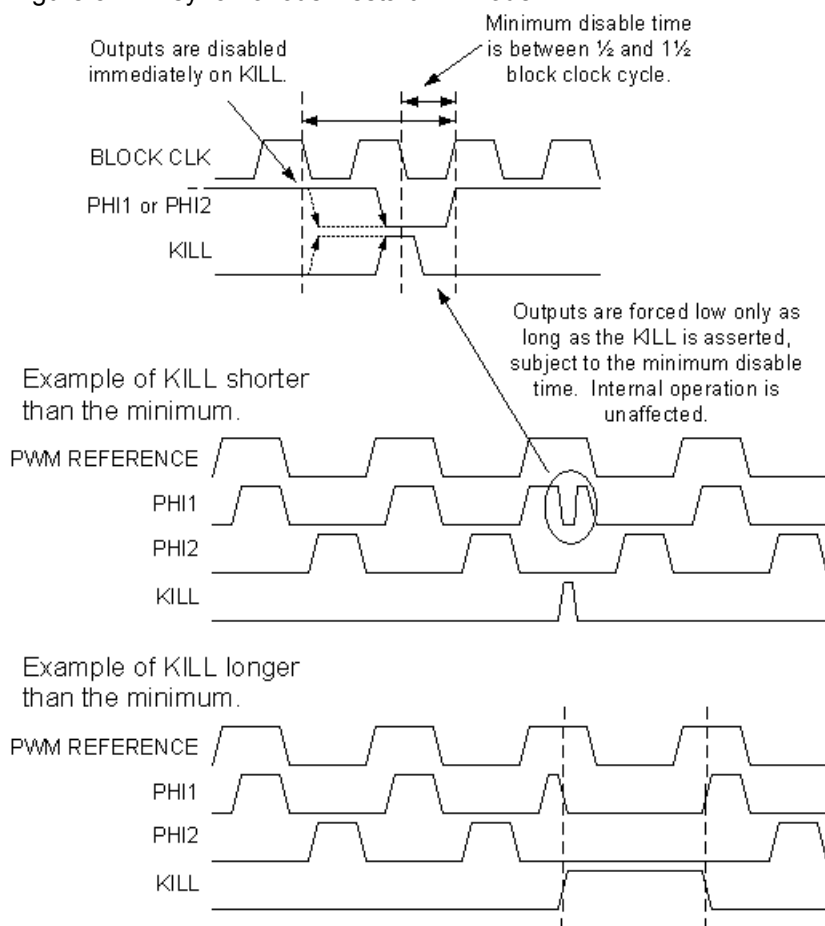 Minimum disable time
is between ½ and 1½
block clock cycle.
Outputs are disabled
immediately on KILL.
BLOCK CLK
PHI1 or PHI2
KILL
Outputs are forced low only as
long as the KILL is asserted,
subject to the minimum disable
time. Internal operation is
unaffected.
Example of KILL shorter
than the minimum.
PWM REFERENCE
PHI1
PHI2
KILL
Example of KILL longer
than the minimum.
PWM REFERENCE
PHI1
PHI2
KILL